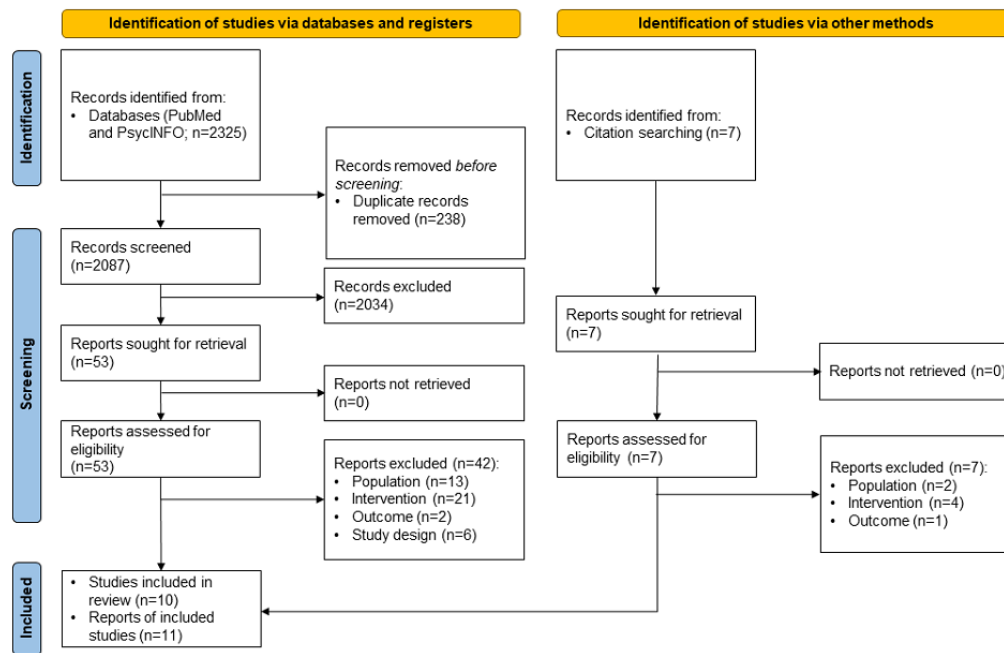 Identification of studies via databases and registers
Identification of studies via other methods
Identification
Records identified from:
• Databases (PubMed
and PsycINFO; n=2325)
Records removed before
screening:
• Duplicate records
removed (n=238)
Records identified from:
• Citation searching (n=7)
Screening
Records screened
(n=2087)
Records excluded
(n=2034)
Reports sought for retrieval
(n=53)
Reports not retrieved
(n=0)
Reports assessed for
eligibility
(n=53)
Reports excluded (n=42):
• Population (n=13)
• Intervention (n=21)
• Outcome (n=2)
• Study design (n=6)
Reports sought for retrieval
(n=7)
Reports not retrieved (n=0)
Reports assessed for
eligibility (n=7)
Reports excluded (n=7):
• Population (n=2)
• Intervention (n=4)
• Outcome (n=1)
Included
• Studies included in
review (n=10)
• Reports of included
studies (n=11)